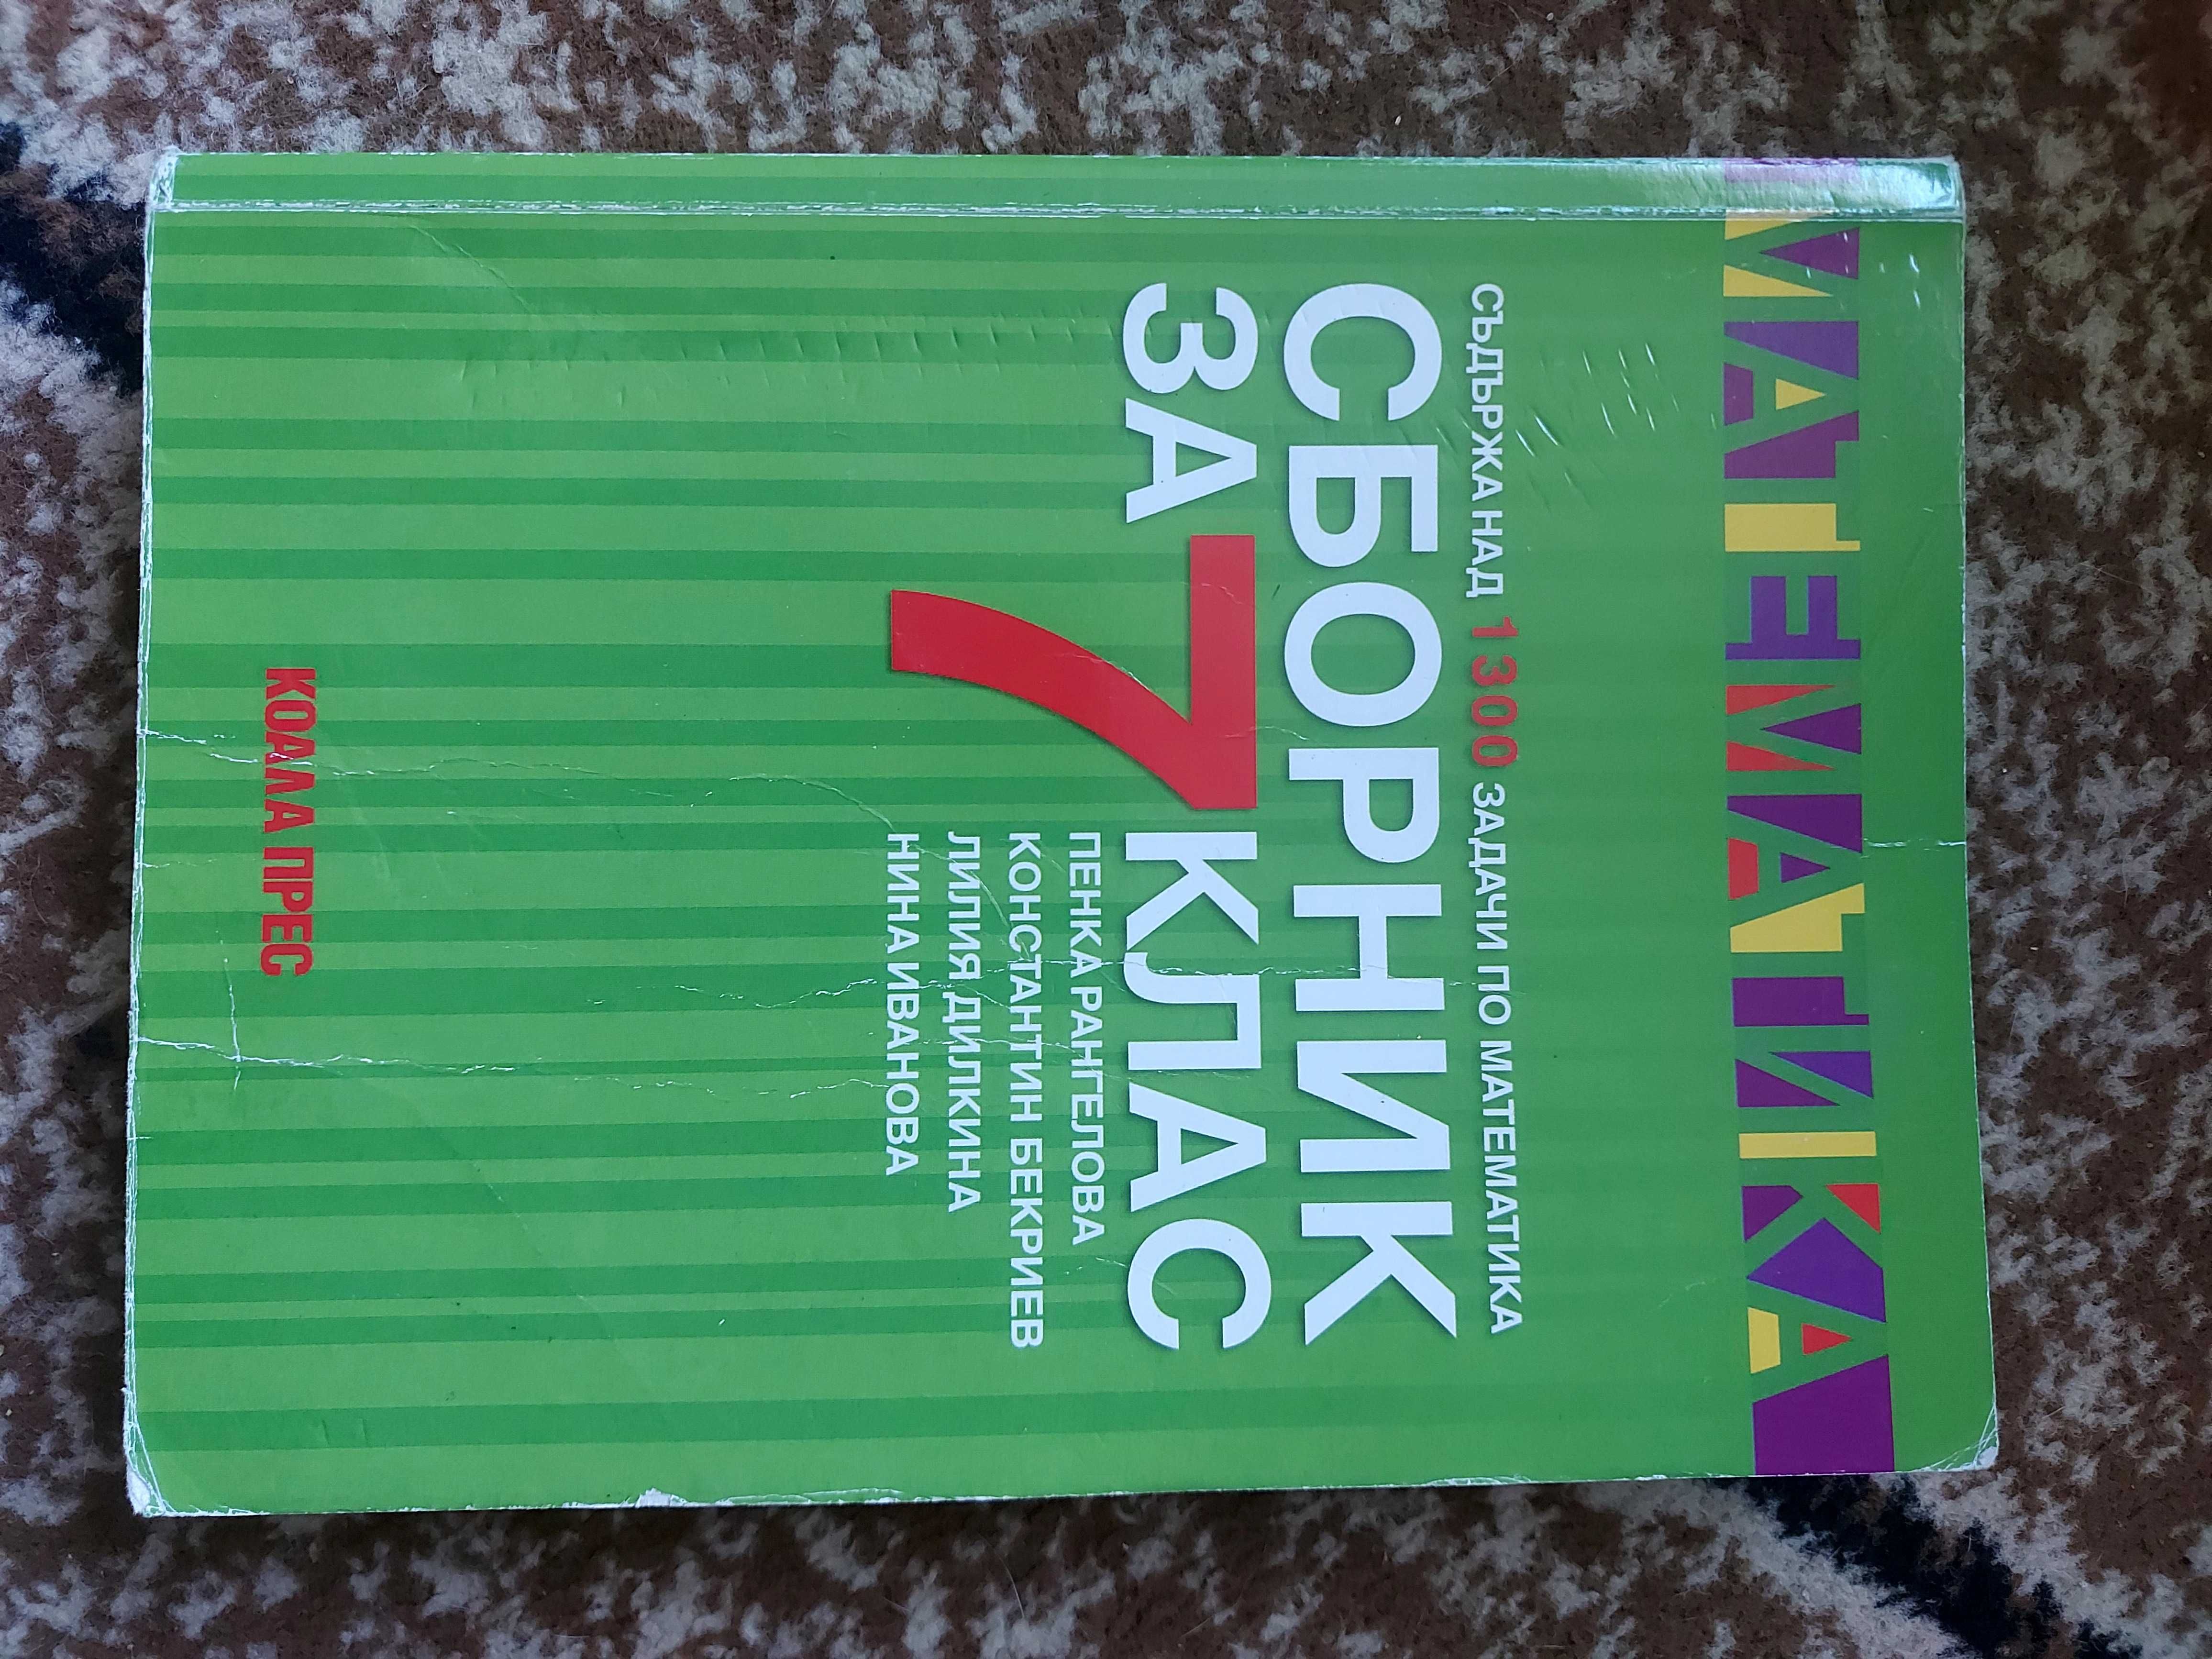 МАТЕМАТИКА
СЪДЪРЖА НАД 1300 ЗАДАЧИ ПО МАТЕМАТИКА
СБОРНИК
ЗА 7 КЛАС
ПЕНКА РАНГЕЛОВА
КОНСТАНТИН БЕКРИЕВ
ЛИЛИЯ ДИЛКИНА
НИНА ИВАНОВА
КОАЛА ПРЕС